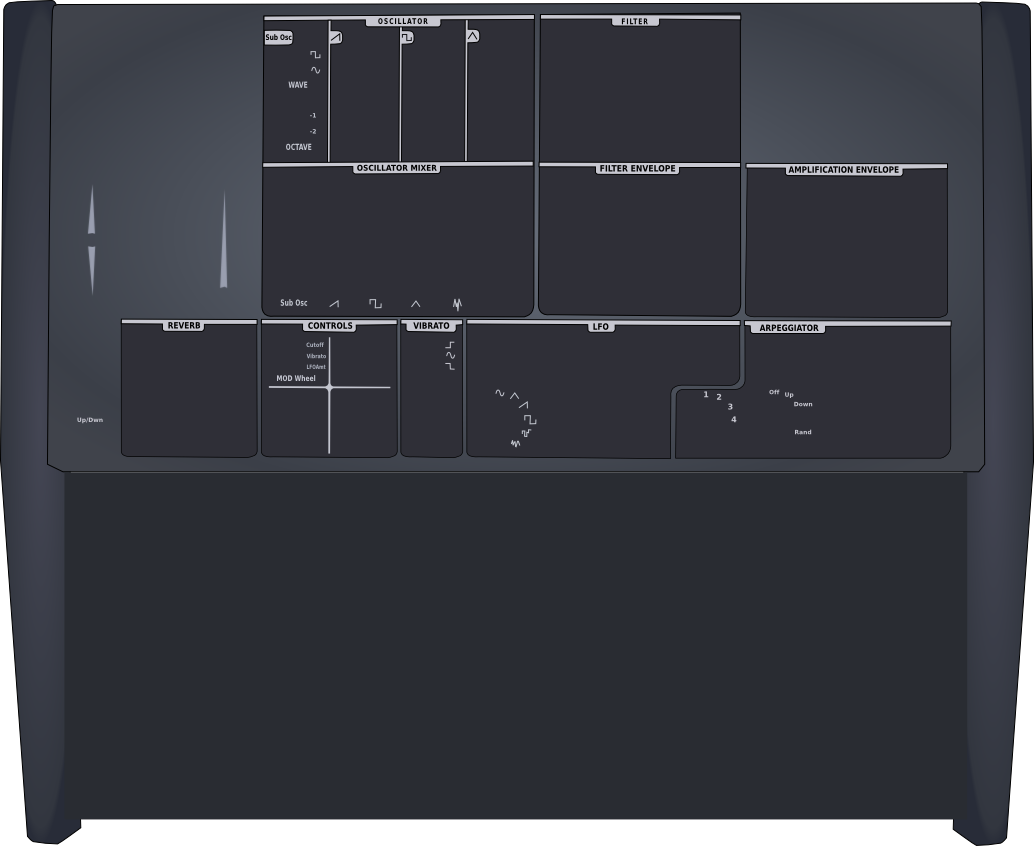 OSCILLATOR
FILTER
Sub Osc
WAVE
-1
-2
OCTAVE
OSCILLATOR MIXER
FILTER ENVELOPE
AMPLIFICATION ENVELOPE
Sub Osc
REVERB
CONTROLS
VIBRATO
LFO
ARPEGGIATOR
Cutoff
Vibrato
LFOAmt
MOD Wheel
1
2
3
4
Off
Up
Down
Rand
Up/Dwn